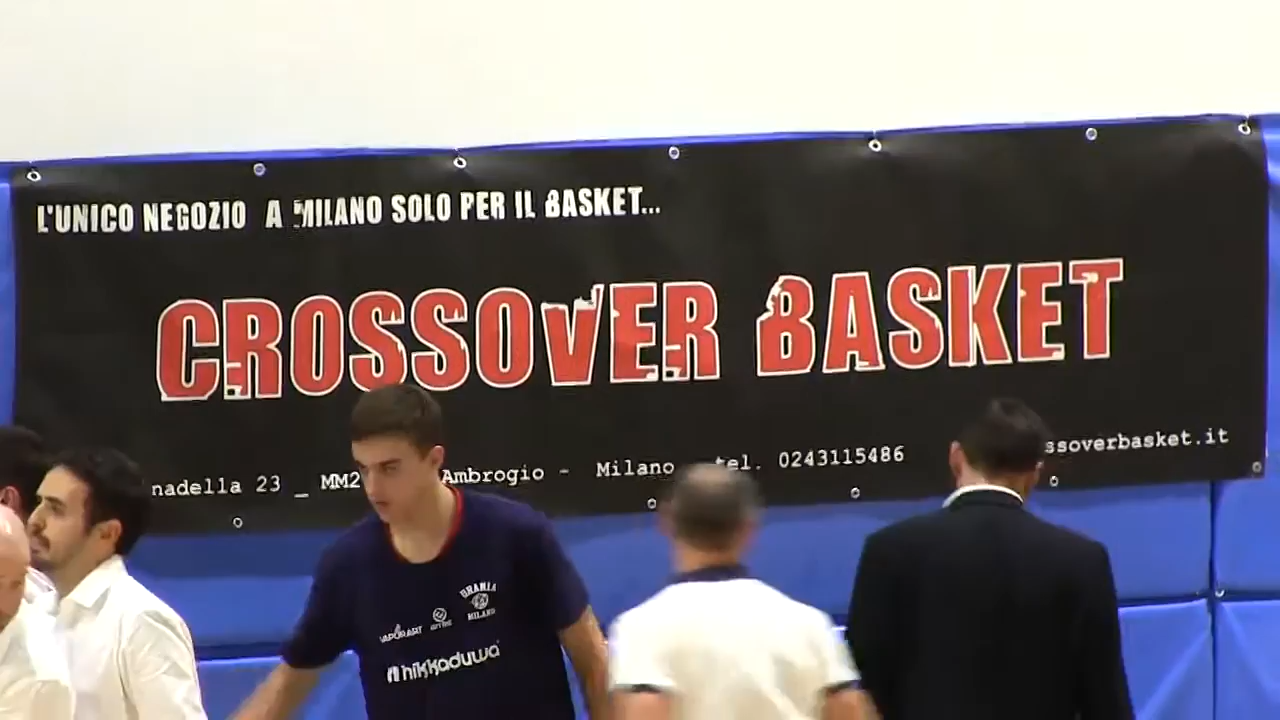 L'UNICO NEGOZIO A MILANO SOLO PER IL BASKET...
CROSSOVER BASKET
nadella 23 _ MM2 Ambrogio - Milano tel. 0243115486 ssoverbasket.it
URANIA
MILANO
VAPORART
hikkaduwa